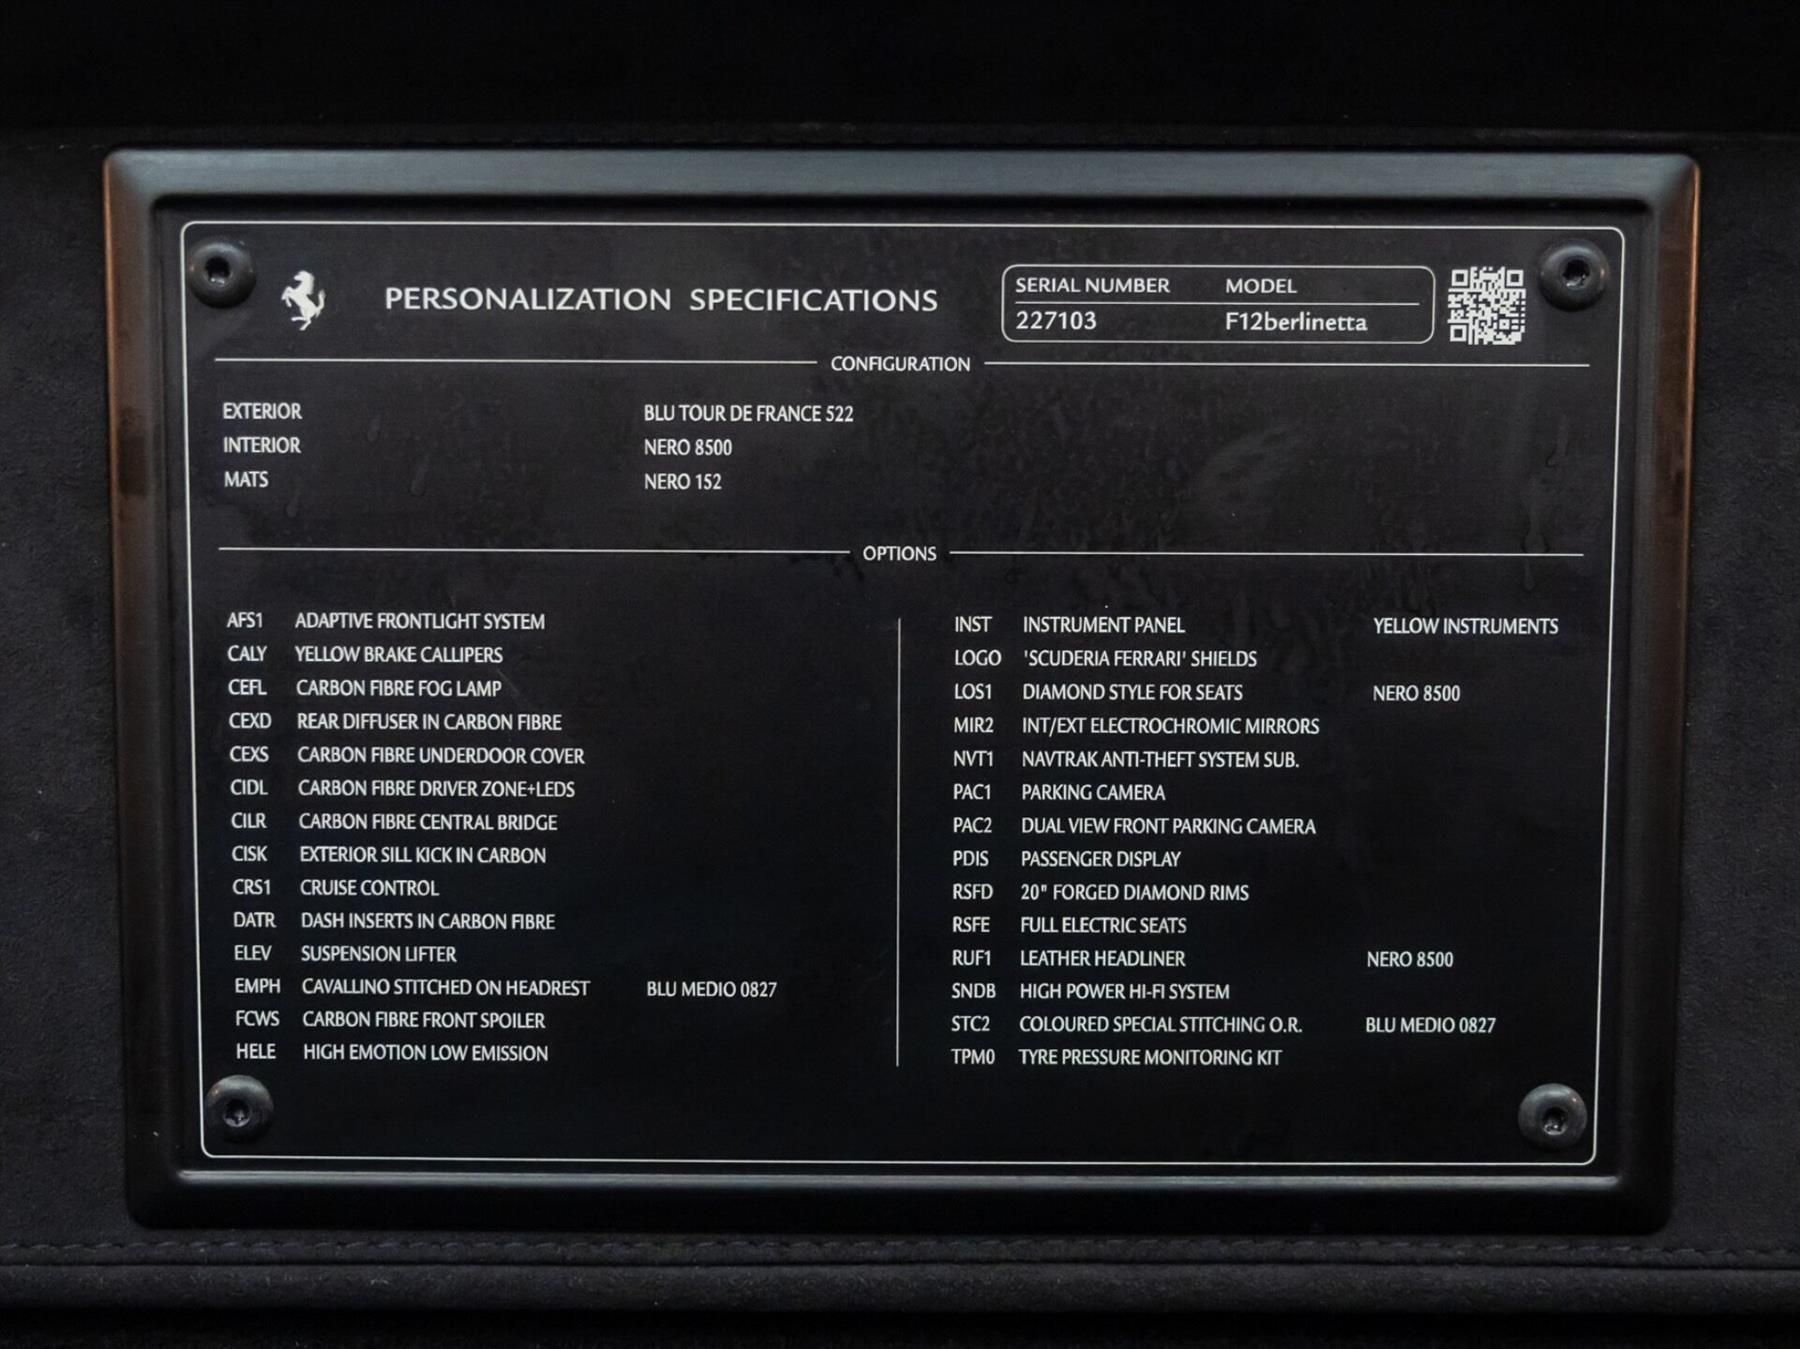 PERSONALIZATION SPECIFICATIONS
SERIAL NUMBER MODEL
227103 F12berlinetta
CONFIGURATION
EXTERIOR BLU TOUR DE FRANCE 522
INTERIOR NERO 8500
MATS NERO 152
OPTIONS
AFS1 ADAPTIVE FRONTLIGHT SYSTEM
CALY YELLOW BRAKE CALLIPERS
CEFL CARBON FIBRE FOG LAMP
CEXD REAR DIFFUSER IN CARBON FIBRE
CEXS CARBON FIBRE UNDERDOOR COVER
CIDL CARBON FIBRE DRIVER ZONE+LEDS
CILR CARBON FIBRE CENTRAL BRIDGE
CISK EXTERIOR SILL KICK IN CARBON
CRS1 CRUISE CONTROL
DATR DASH INSERTS IN CARBON FIBRE
ELEV SUSPENSION LIFTER
EMPH CAVALLINO STITCHED ON HEADREST BLU MEDIO 0827
FCWS CARBON FIBRE FRONT SPOILER
HELE HIGH EMOTION LOW EMISSION
INST INSTRUMENT PANEL YELLOW INSTRUMENTS
LOGO 'SCUDERIA FERRARI' SHIELDS
LOS1 DIAMOND STYLE FOR SEATS NERO 8500
MIR2 INT/EXT ELECTROCHROMIC MIRRORS
NVT1 NAVTRAK ANTI-THEFT SYSTEM SUB.
PAC1 PARKING CAMERA
PAC2 DUAL VIEW FRONT PARKING CAMERA
PDIS PASSENGER DISPLAY
RSFD 20" FORGED DIAMOND RIMS
RSFE FULL ELECTRIC SEATS
RUF1 LEATHER HEADLINER NERO 8500
SNDB HIGH POWER HI-FI SYSTEM
STC2 COLOURED SPECIAL STITCHING O.R. BLU MEDIO 0827
TPM0 TYRE PRESSURE MONITORING KIT